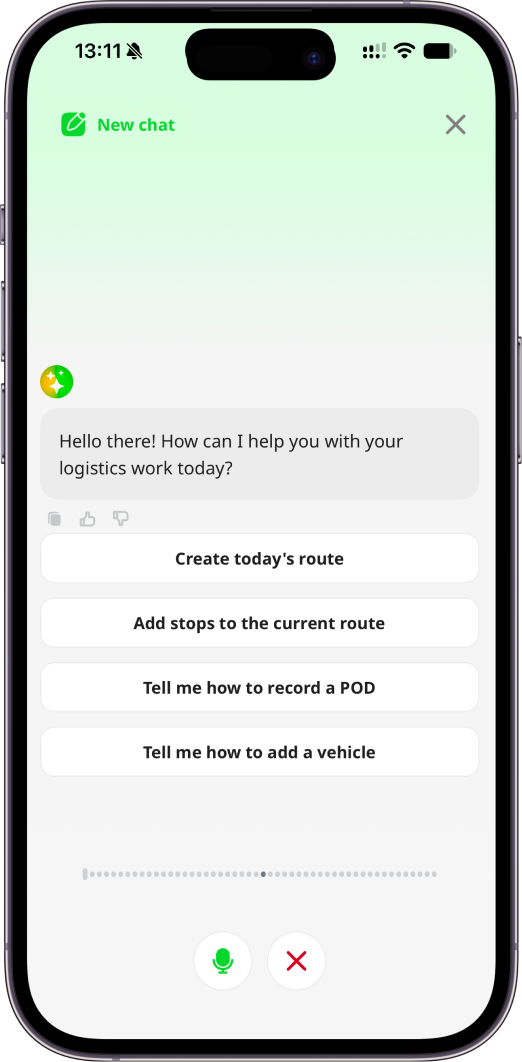 13:11
New chat
Hello there! How can I help you with your
logistics work today?
Create today's route
Add stops to the current route
Tell me how to record a POD
Tell me how to add a vehicle